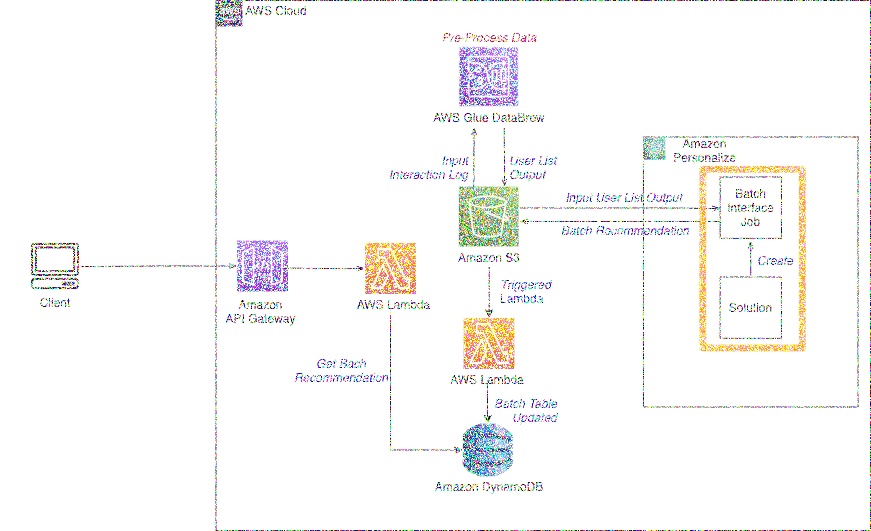 AWS Cloud
Pre-Process Data
AWS Glue DataBrew
Input
Interaction Log
User List
Output
Amazon
Personalize
Input User List Output
Batch Recommendation
Batch
Interface
Job
Create
Solution
Amazon S3
Client
Amazon
API Gateway
AWS Lambda
Triggered
Lambda
Get Bach
Recommendation
AWS Lambda
Batch Table
Updated
Amazon DynamoDB